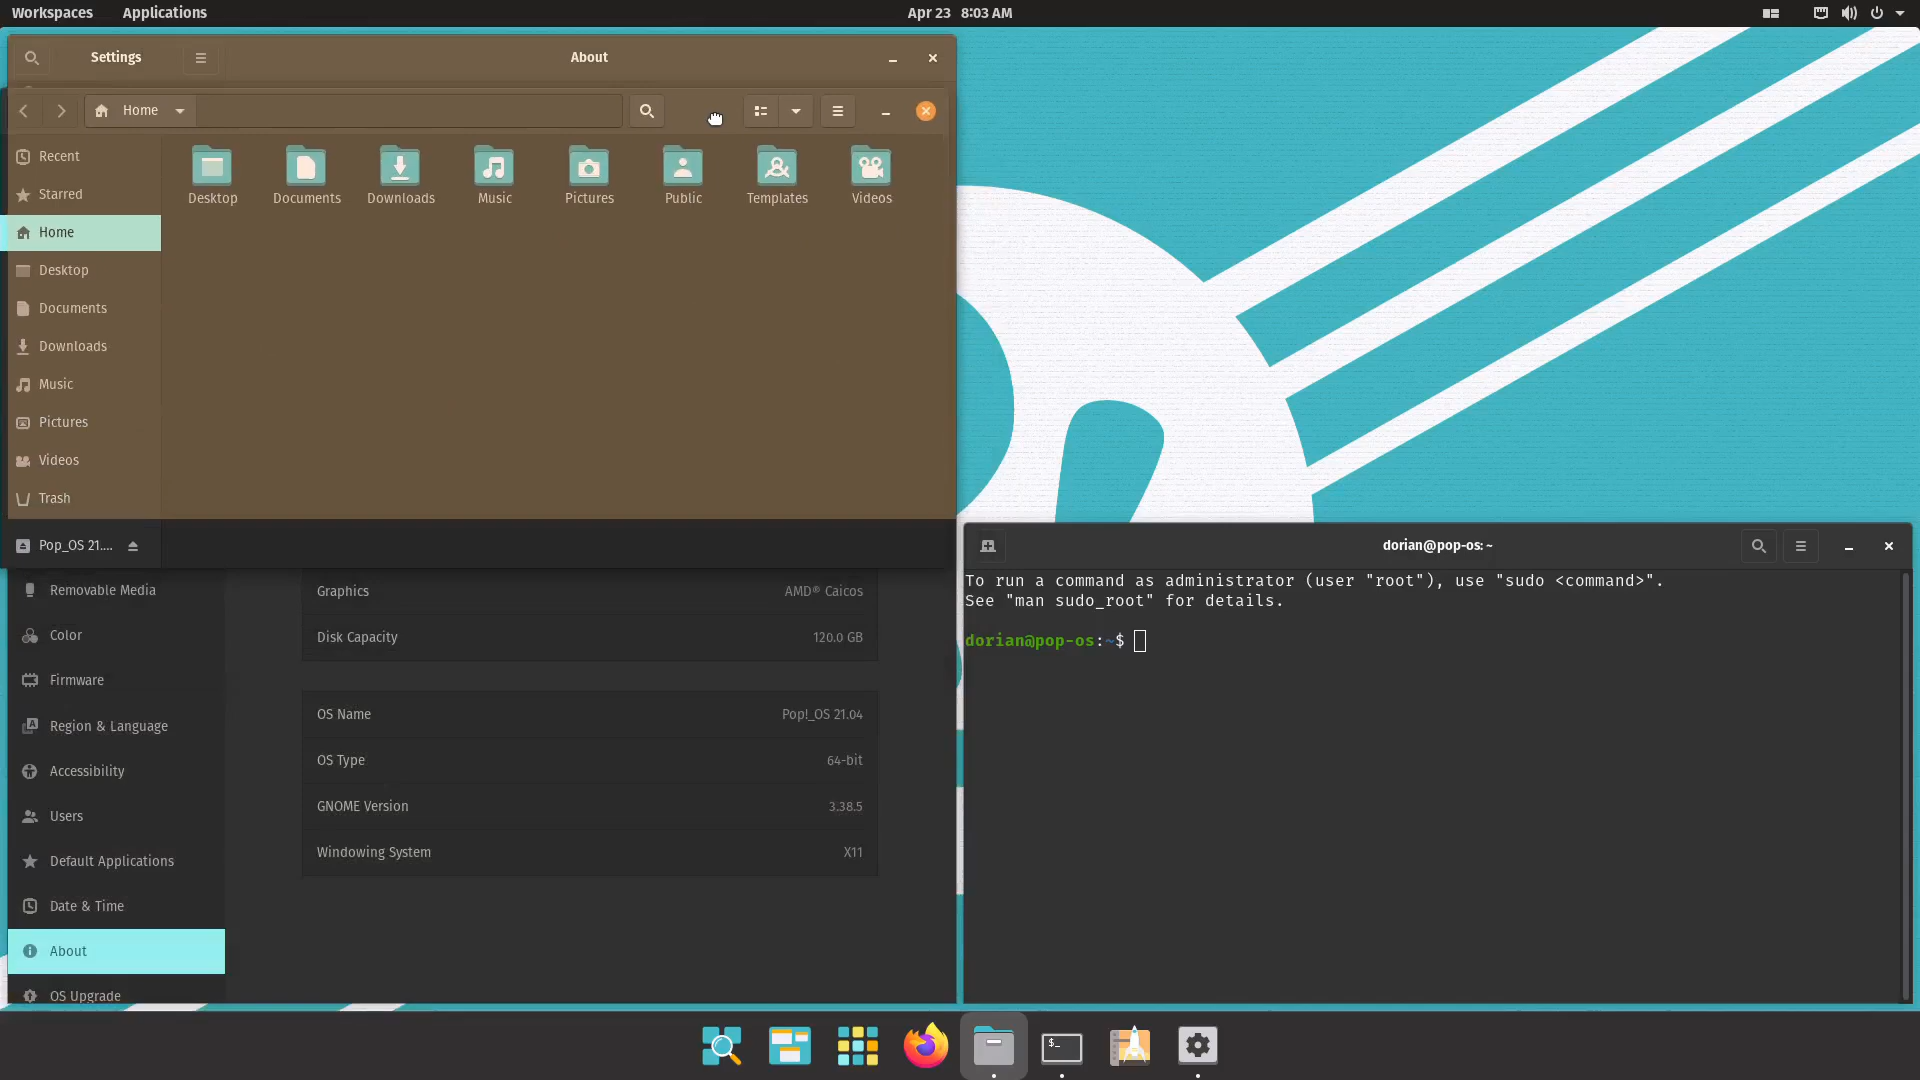 Workspaces
Applications
Apr 23 8:03 AM
Settings
About
Home
Recent
Starred
Home
Desktop
Documents
Downloads
Music
Pictures
Videos
Trash
Pop_OS 21....
Desktop
Documents
Downloads
Music
Pictures
Public
Templates
Videos
Removable Media
Color
Firmware
Region & Language
Accessibility
Users
Default Applications
Date & Time
About
OS Upgrade
Graphics AMD® Caicos
Disk Capacity 120.0 GB
OS Name Pop!_OS 21.04
OS Type 64-bit
GNOME Version 3.38.5
Windowing System X11
dorian@pop-os: ~
To run a command as administrator (user "root"), use "sudo <command>".
See "man sudo_root" for details.
dorian@pop-os:~$
$_